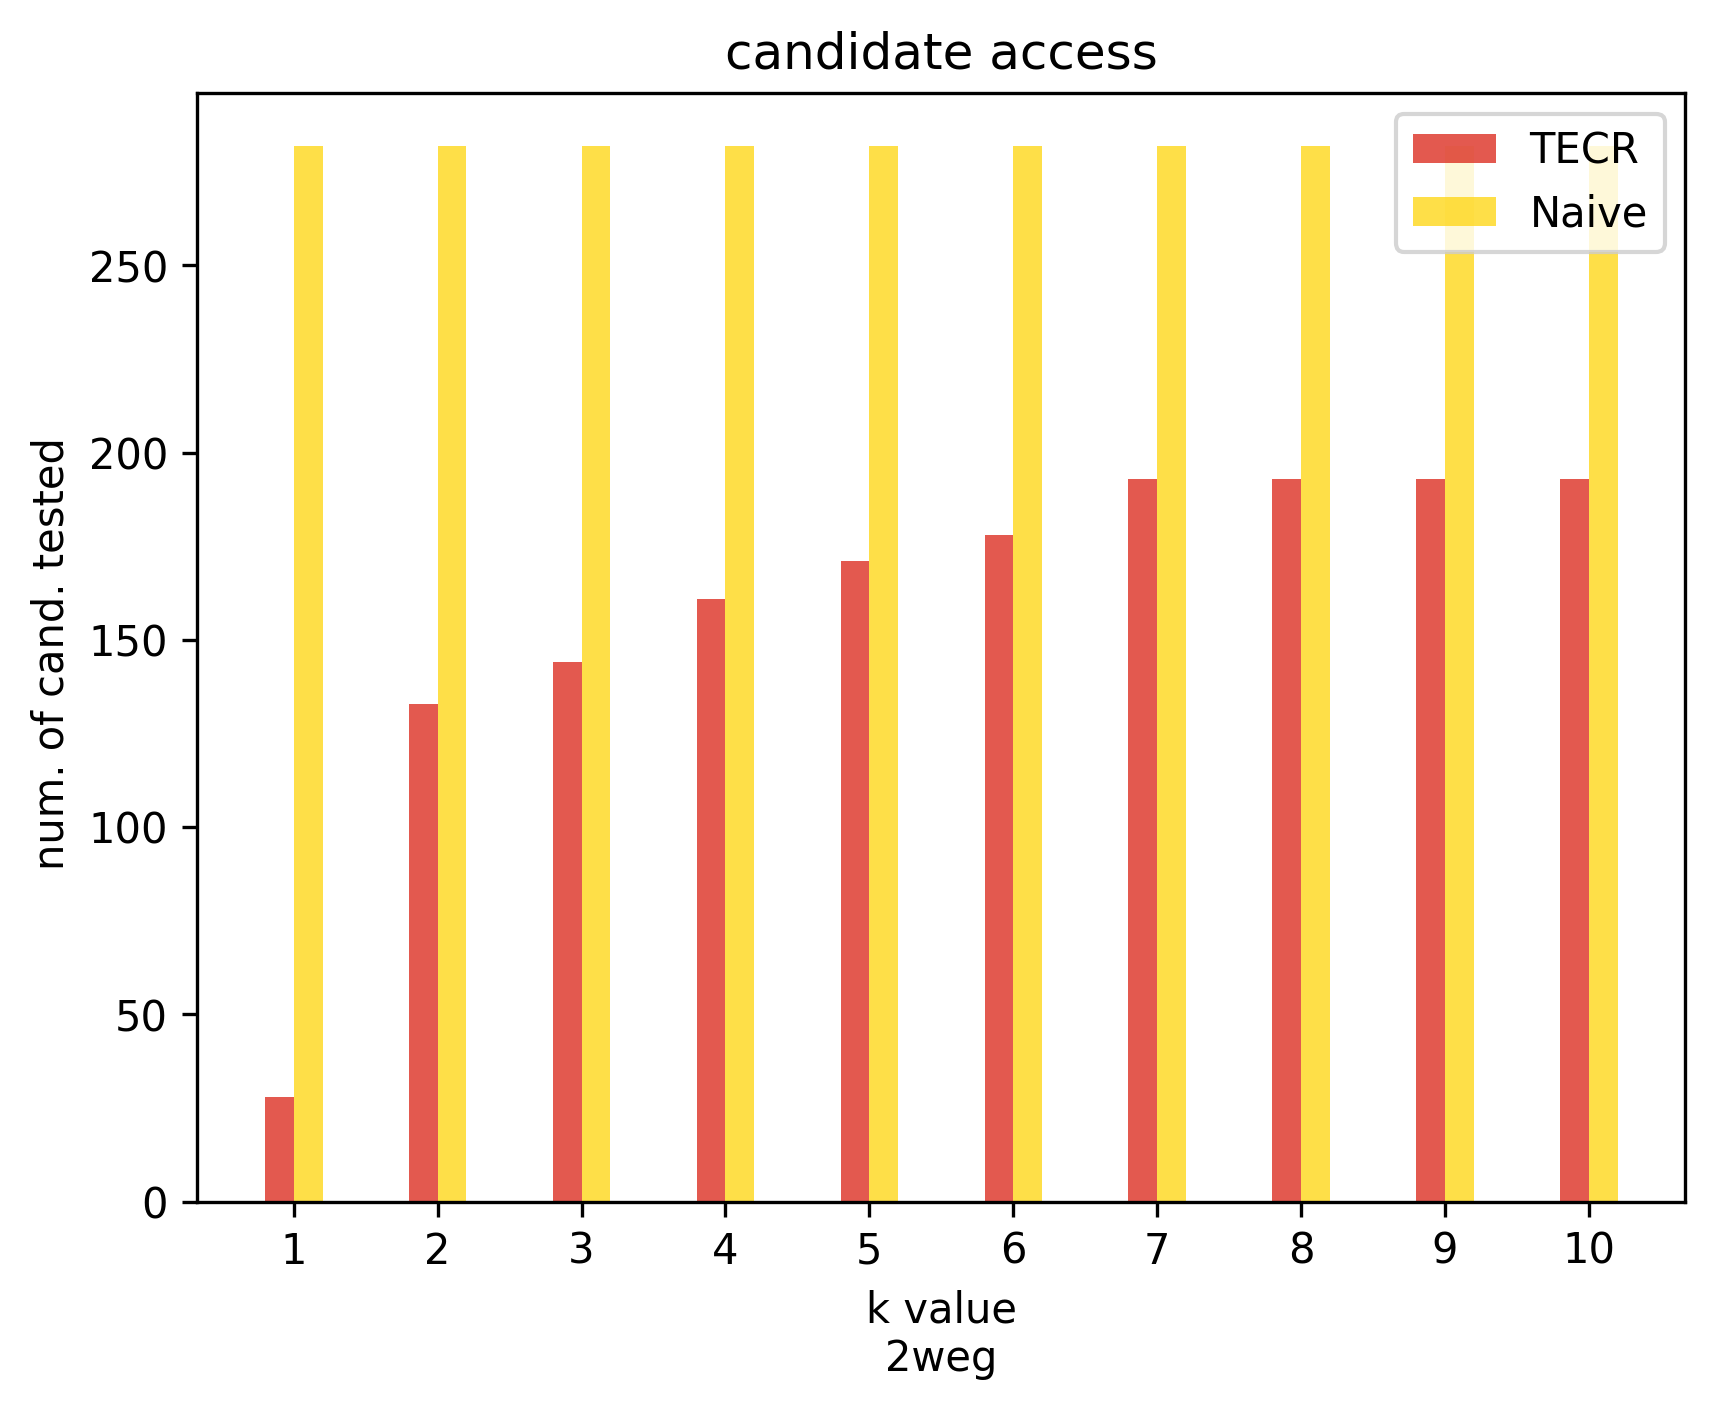 candidate access
TECR
Naive
num. of cand. tested
250
200
150
100
50
0
1 2 3 4 5 6 7 8 9 10
k value
2weg